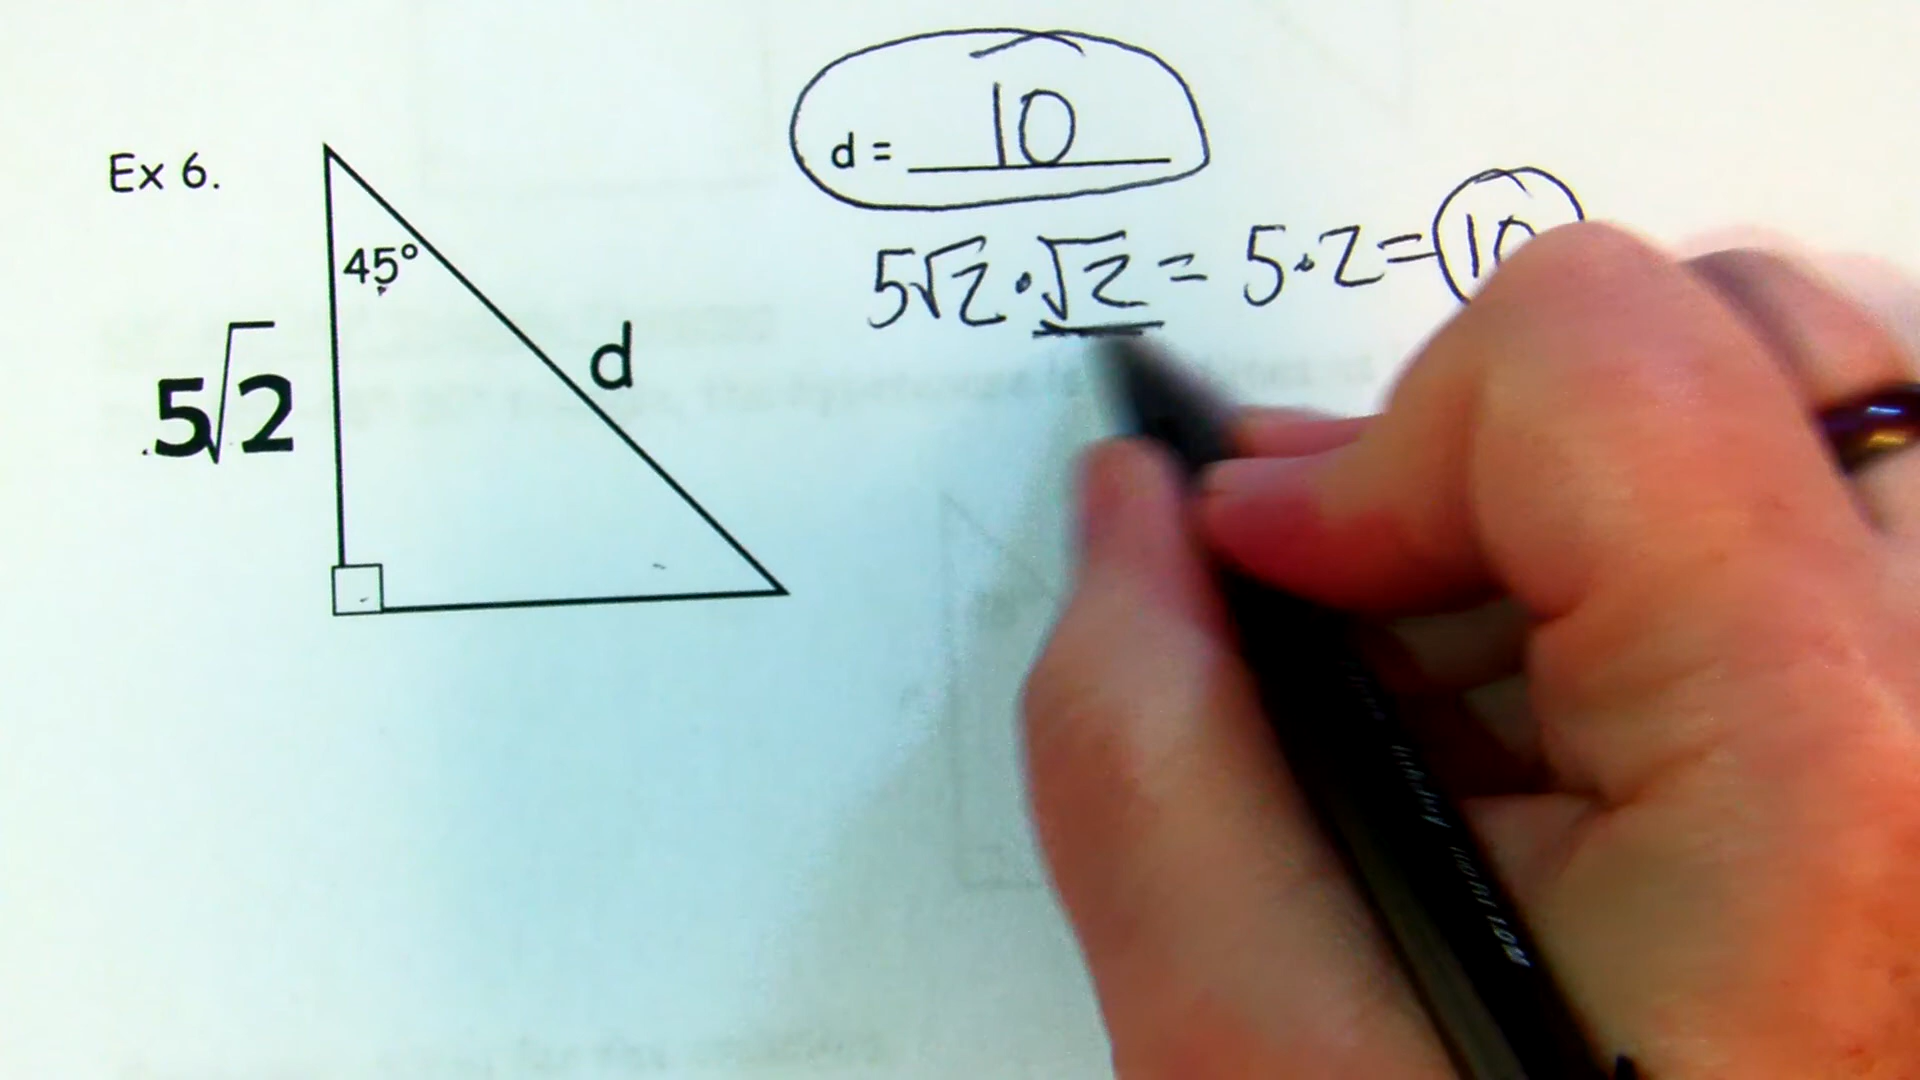 Ex 6.
d = 10
45°
5√2 · √2 = 5 · 2 = 10
5√2
d